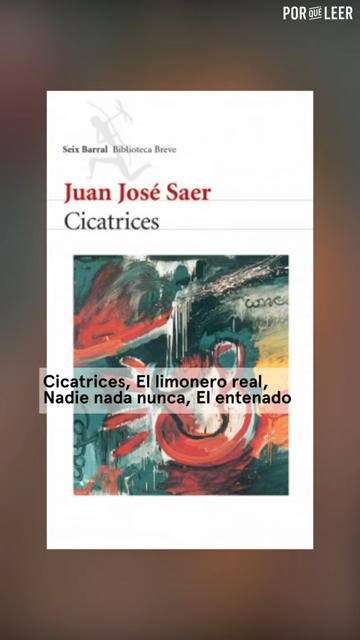 POR QUÉ LEER
Seix Barral Biblioteca Breve
Juan José Saer
Cicatrices
Cicatrices, El limonero real,
Nadie nada nunca, El entenado